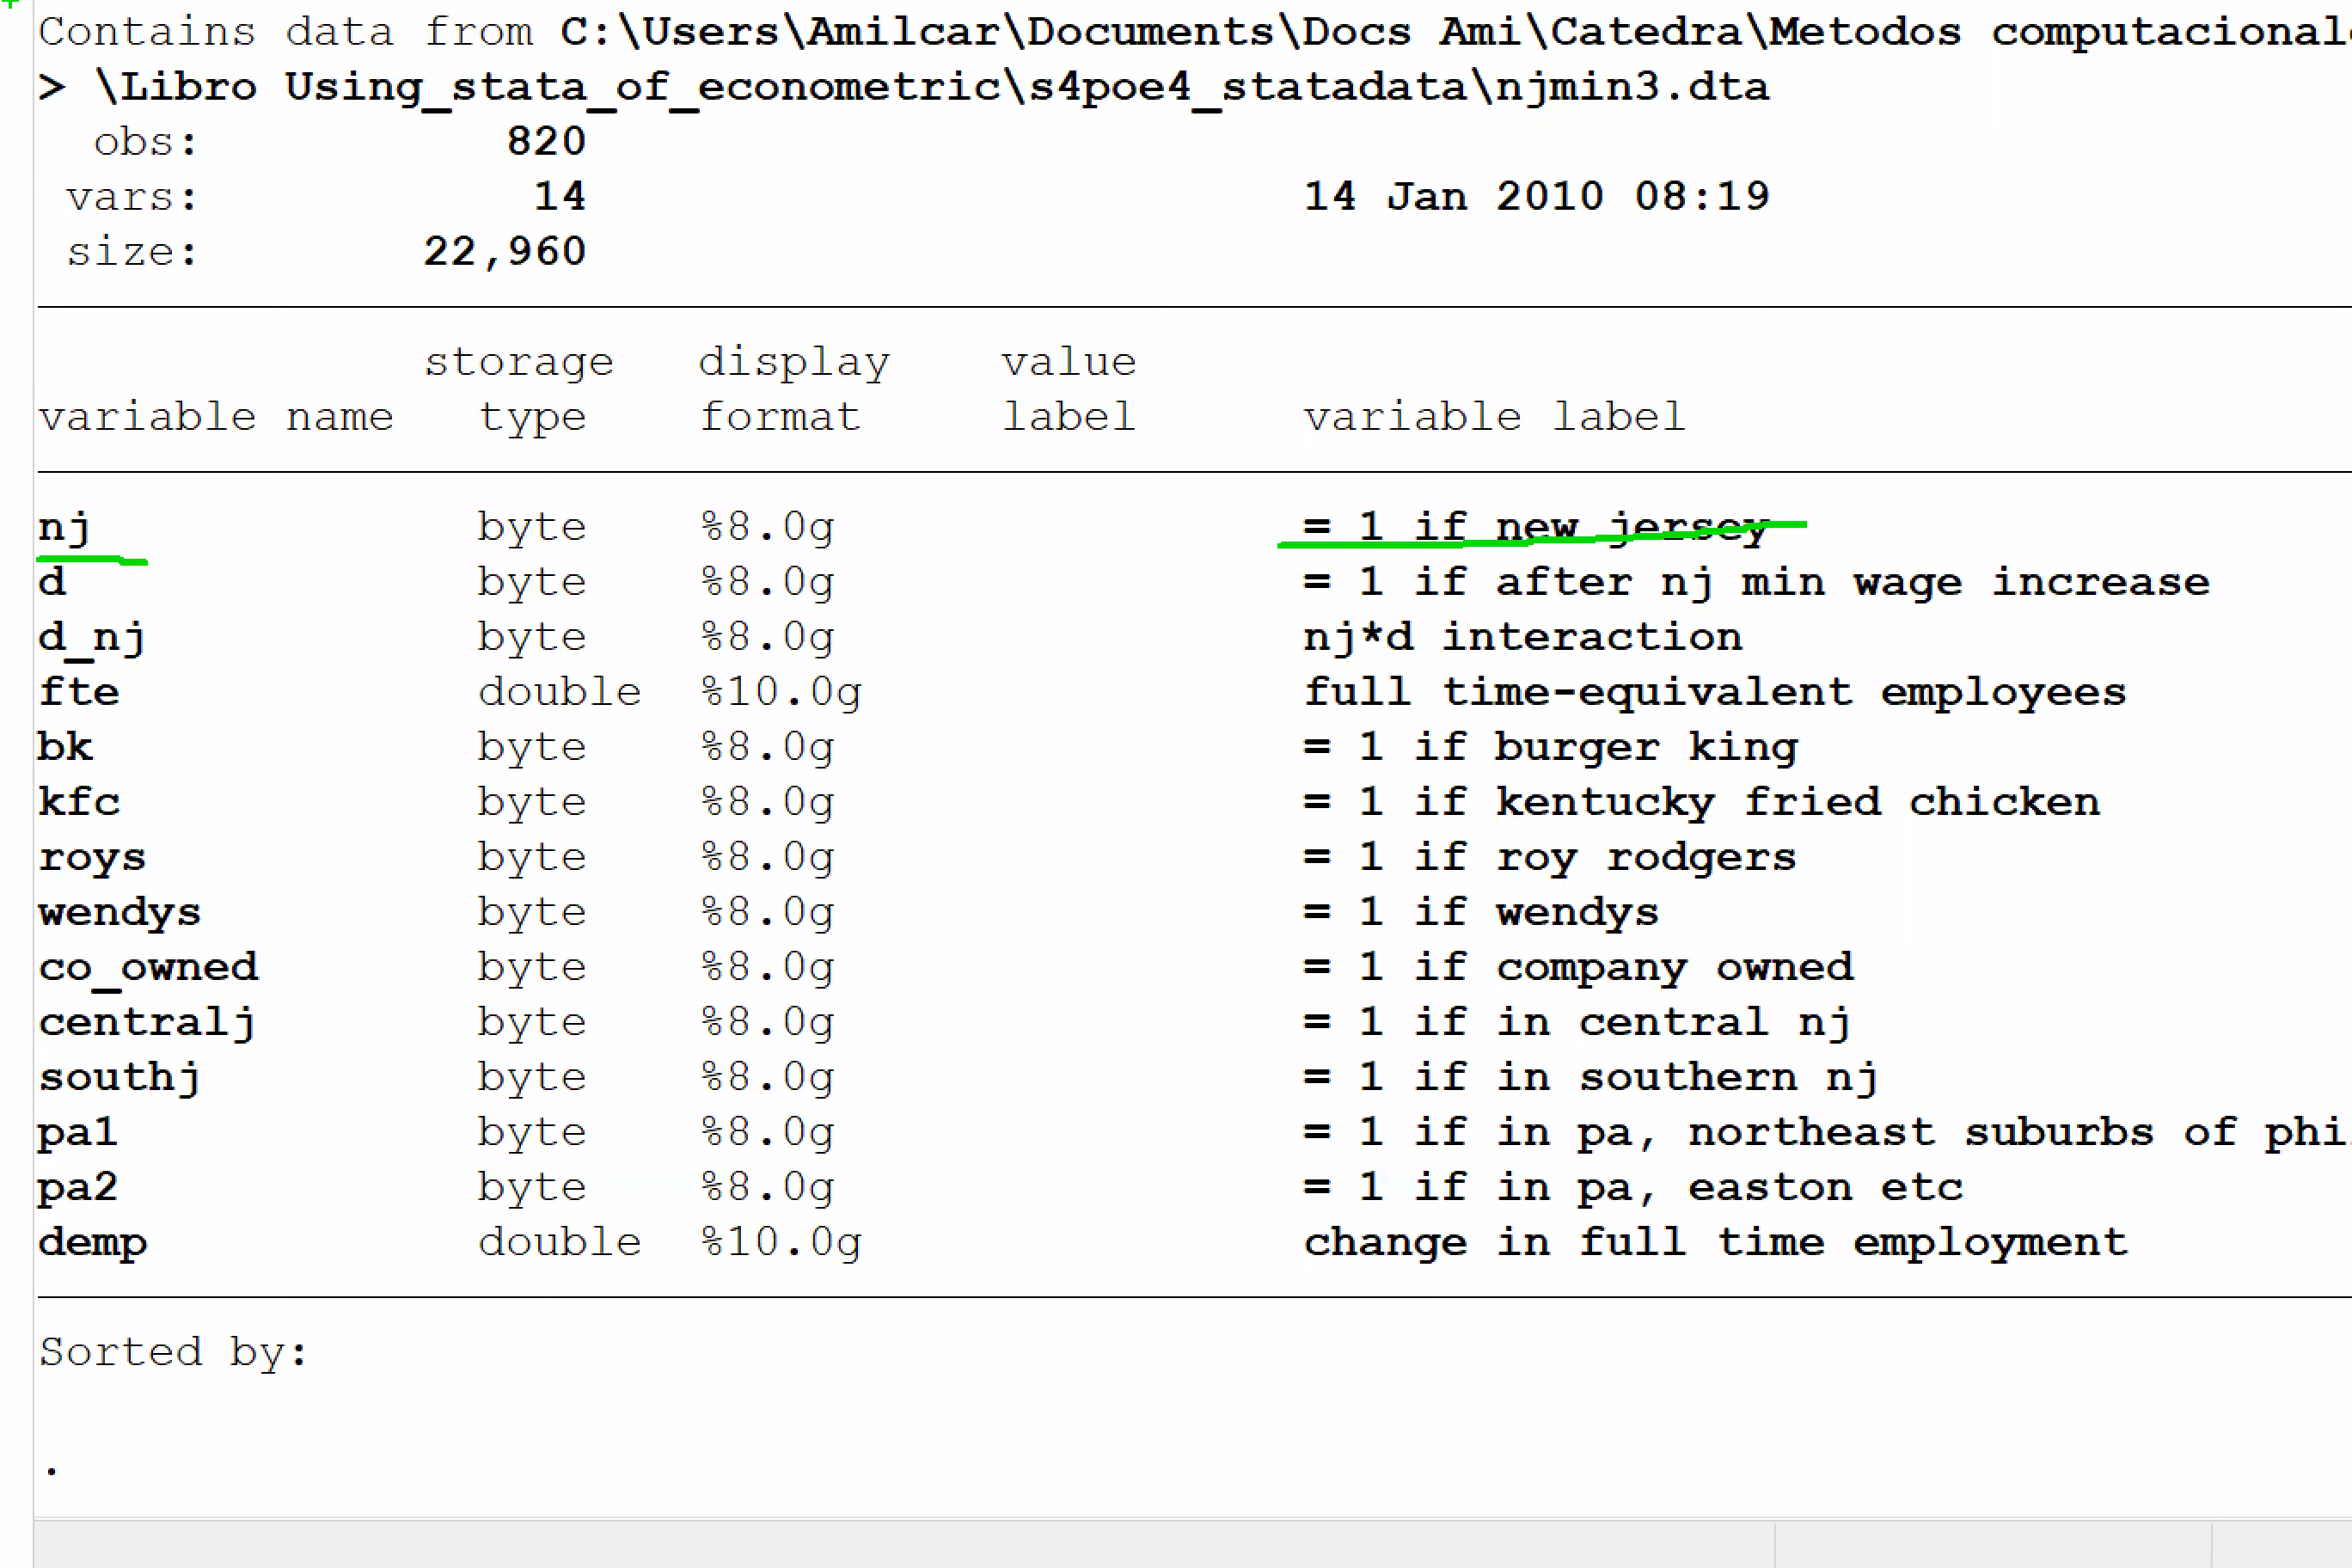 Contains data from C:\Users\Amilcar\Documents\Docs Ami\Catedra\Metodos
> \Libro Using_stata_of_econometric\s4poe4_statadata\njmin3.dta
obs: 820
vars: 14 14 Jan 2010 08:19
size: 22,960
storage display value
variable name type format label variable label
nj byte %8.0g = 1 if new jersey
d byte %8.0g = 1 if after nj min wage increase
d_nj byte %8.0g nj*d interaction
fte double %10.0g full time-equivalent employees
bk byte %8.0g = 1 if burger king
kfc byte %8.0g = 1 if kentucky fried chicken
roys byte %8.0g = 1 if roy rodgers
wendys byte %8.0g = 1 if wendys
co_owned byte %8.0g = 1 if company owned
centralj byte %8.0g = 1 if in central nj
southj byte %8.0g = 1 if in southern nj
pa1 byte %8.0g = 1 if in pa, northeast suburbs of
pa2 byte %8.0g = 1 if in pa, easton etc
demp double %10.0g change in full time employment
Sorted by:
.